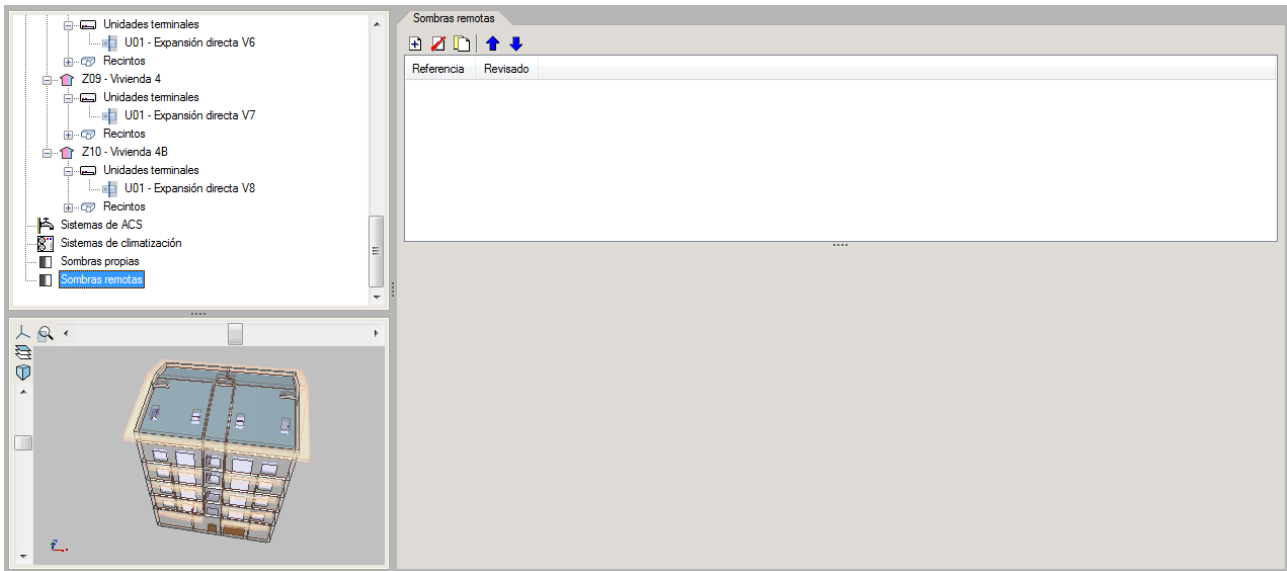 Unidades terminales
U01 - Expansión directa V6
Recintos
Z09 - Vivienda 4
Unidades terminales
U01 - Expansión directa V7
Recintos
Z10 - Vivienda 4B
Unidades terminales
U01 - Expansión directa V8
Recintos
Sistemas de ACS
Sistemas de climatización
Sombras propias
Sombras remotas
Sombras remotas
Referencia Revisado